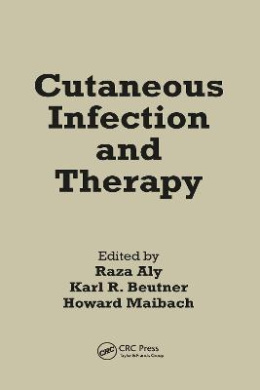 Cutaneous
Infection
and
Therapy
Edited by
Raza Aly
Karl R. Beutner
Howard Maibach
CRC Press
Taylor & Francis Group